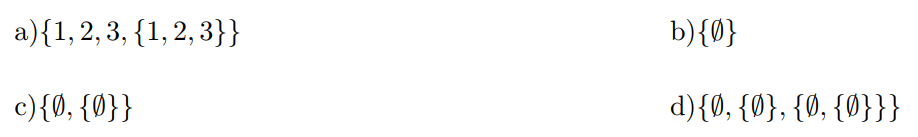 a){1, 2, 3, {1, 2, 3}} b){∅}
c){∅, {∅}} d){∅, {∅}, {∅, {∅}}}